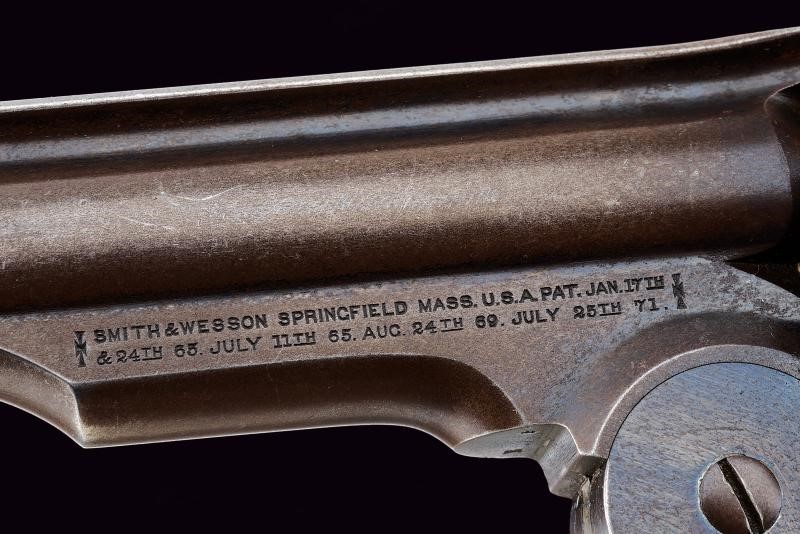 SMITH & WESSON SPRINGFIELD MASS. U.S.A. PAT. JAN. 17TH
& 24TH 65. JULY 11TH 65. AUG. 24TH 69. JULY 25TH 71.